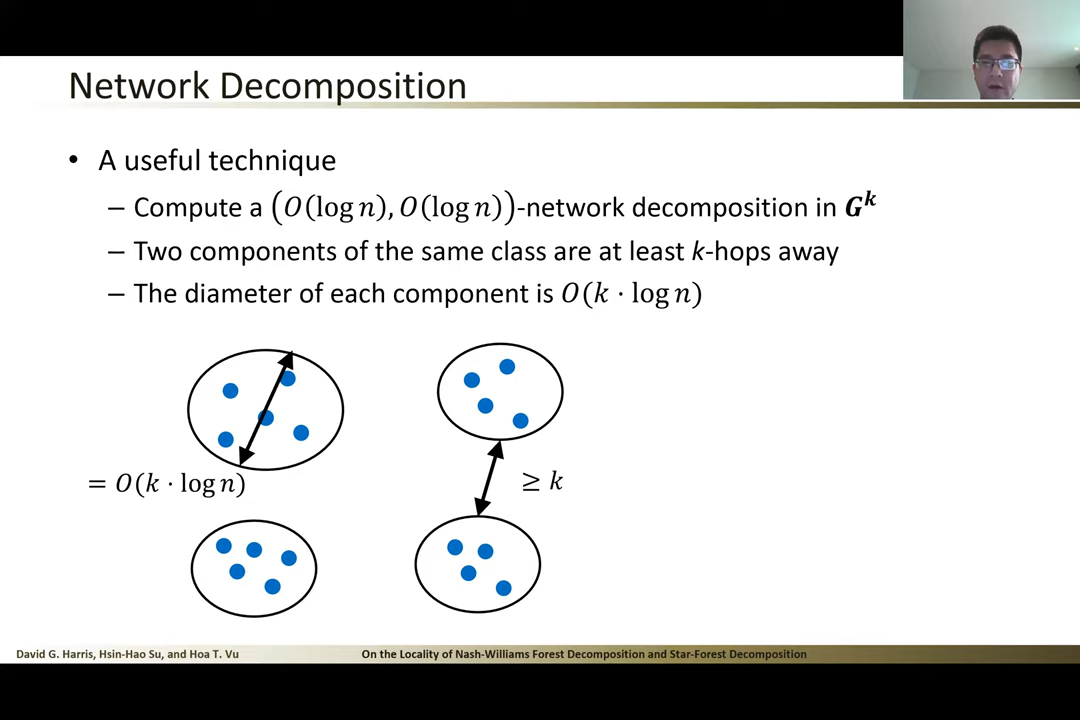 Network Decomposition
• A useful technique
– Compute a (𝑂(log 𝑛), 𝑂(log 𝑛))-network decomposition in 𝑮ᵏ
– Two components of the same class are at least k-hops away
– The diameter of each component is 𝑂(𝑘 · log 𝑛)
= 𝑂(𝑘 · log 𝑛)
≥ 𝑘
David G. Harris, Hsin-Hao Su, and Hoa T. Vu
On the Locality of Nash-Williams Forest Decomposition and Star-Forest Decomposition